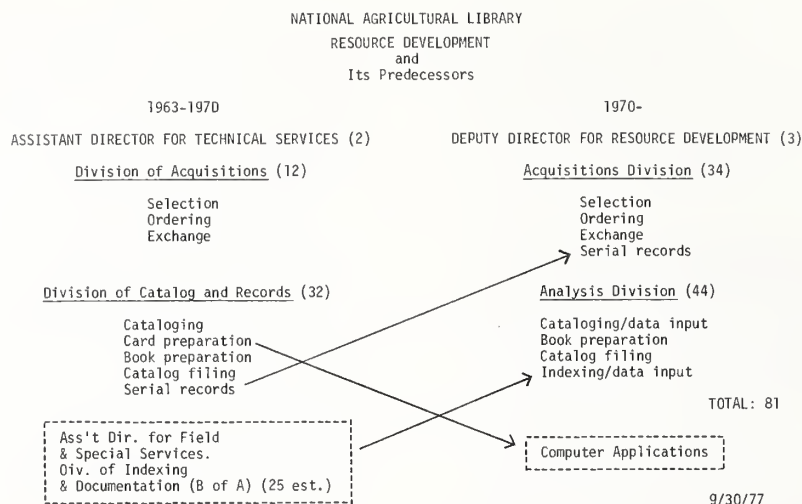 NATIONAL AGRICULTURAL LIBRARY
RESOURCE DEVELOPMENT
and
Its Predecessors
1963-197D
ASSISTANT DIRECTOR FOR TECHNICAL SERVICES (2)
Division of Acquisitions (12)
Selection
Ordering
Exchange
Division of Catalog and Records (32)
Cataloging
Card preparation
Book preparation
Catalog filing
Serial records
Ass't Dir. for Field
& Special Services.
Oiv. of Indexing
& Documentation (B of A) (25 est.)
1970-
DEPUTY DIRECTOR FOR RESOURCE DEVELOPMENT (3)
Acquisitions Division (34)
Selection
Ordering
Exchange
Serial records
Analysis Division (44)
Cataloging/data input
Book preparation
Catalog filing
Indexing/data input
TOTAL: 81
Computer Applications
9/30/77